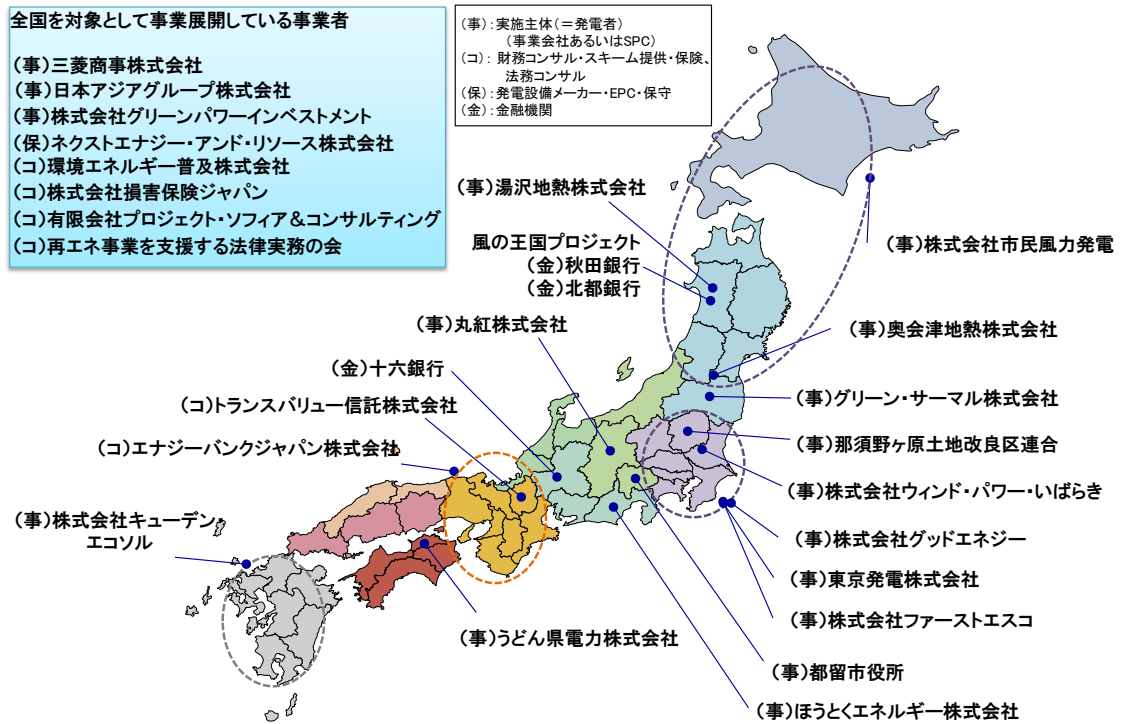 全国を対象として事業展開している事業者
(事)三菱商事株式会社
(事)日本アジアグループ株式会社
(事)株式会社グリーンパワーインベストメント
(保)ネクストエナジー・アンド・リソース株式会社
(コ)環境エネルギー普及株式会社
(コ)株式会社損害保険ジャパン
(コ)有限会社プロジェクト・ソフィア&コンサルティング
(コ)再エネ事業を支援する法律実務の会
(事):実施主体(=発電者)
(事業会社あるいはSPC)
(コ):財務コンサル・スキーム提供・保険、
法務コンサル
(保):発電設備メーカー・EPC・保守
(金):金融機関
(事)湯沢地熱株式会社
風の王国プロジェクト
(金)秋田銀行
(金)北都銀行
(事)丸紅株式会社
(金)十六銀行
(コ)トランスバリュー信託株式会社
(コ)エナジーバンクジャパン株式会社
(事)株式会社キューデン
エコソル
(事)うどん県電力株式会社
(事)株式会社市民風力発電
(事)奥会津地熱株式会社
(事)グリーン・サーマル株式会社
(事)那須野ヶ原土地改良区連合
(事)株式会社ウィンド・パワー・いばらき
(事)株式会社グッドエネジー
(事)東京発電株式会社
(事)株式会社ファーストエスコ
(事)都留市役所
(事)ほうとくエネルギー株式会社